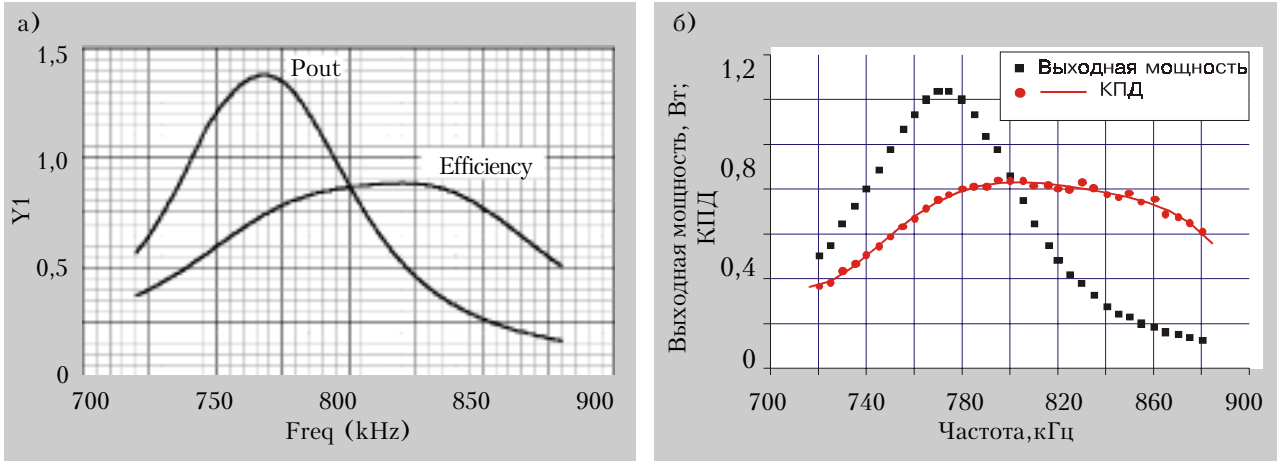 а)
1,5
Pout
1,0
Efficiency
Y1
0,5
0
700 750 800 850 900
Freq (kHz)
б)
1,2
Выходная мощность
КПД
Выходная мощность, Вт;
КПД
0,8
0,4
0
700 740 780 820 860 900
Частота,кГц